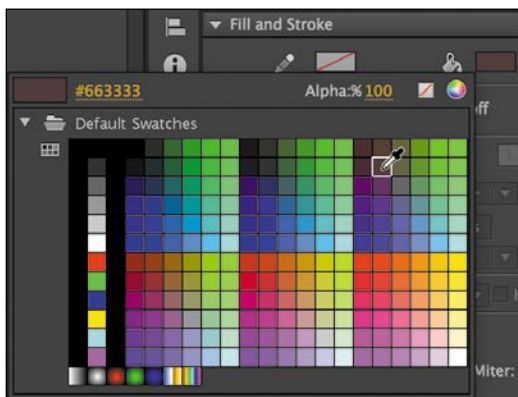 Fill and Stroke
#663333 Alpha:% 100
ff
Default Swatches
s
Miter: